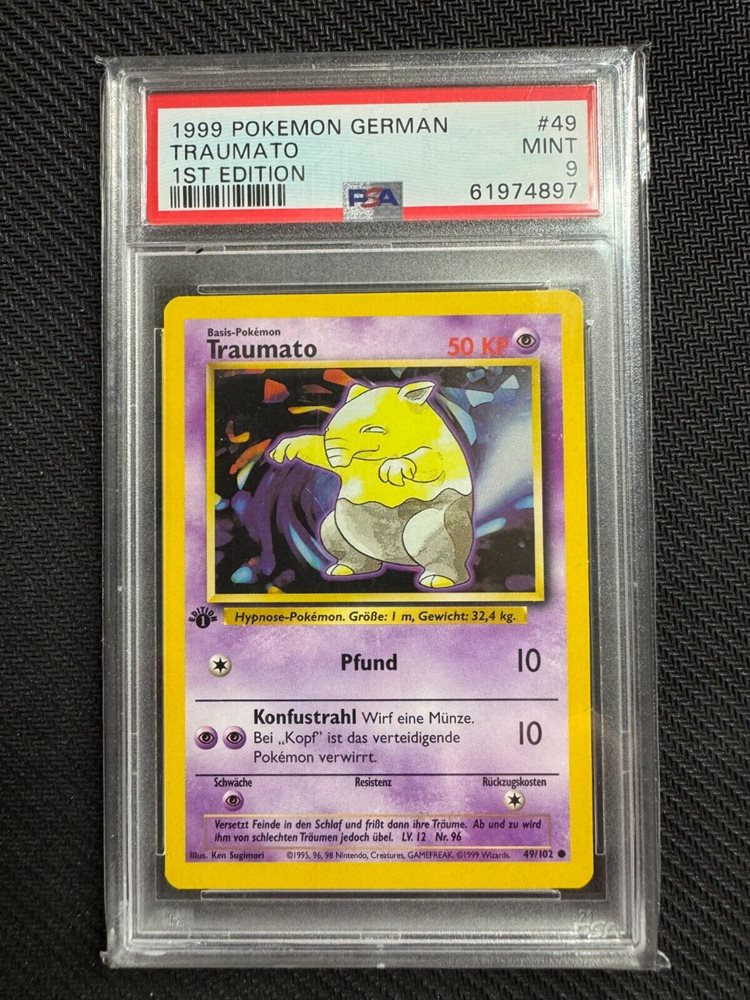 1999 POKEMON GERMAN #49
TRAUMATO MINT
1ST EDITION 9
PSA 61974897
Basis-Pokémon
Traumato 50 KP
EDITION 1
Hypnose-Pokémon. Größe: 1 m, Gewicht: 32,4 kg.
Pfund 10
Konfustrahl Wirf eine Münze.
Bei „Kopf" ist das verteidigende 10
Pokémon verwirrt.
Schwäche Resistenz Rückzugskosten
Versetzt Feinde in den Schlaf und frißt dann ihre Träume. Ab und zu wird
ihm von schlechten Träumen jedoch übel. LV. 12 Nr. 96
Illus. Ken Sugimori ©1995, 96, 98 Nintendo, Creatures, GAMEFREAK. ©1999 Wizards. 49/102
PSA